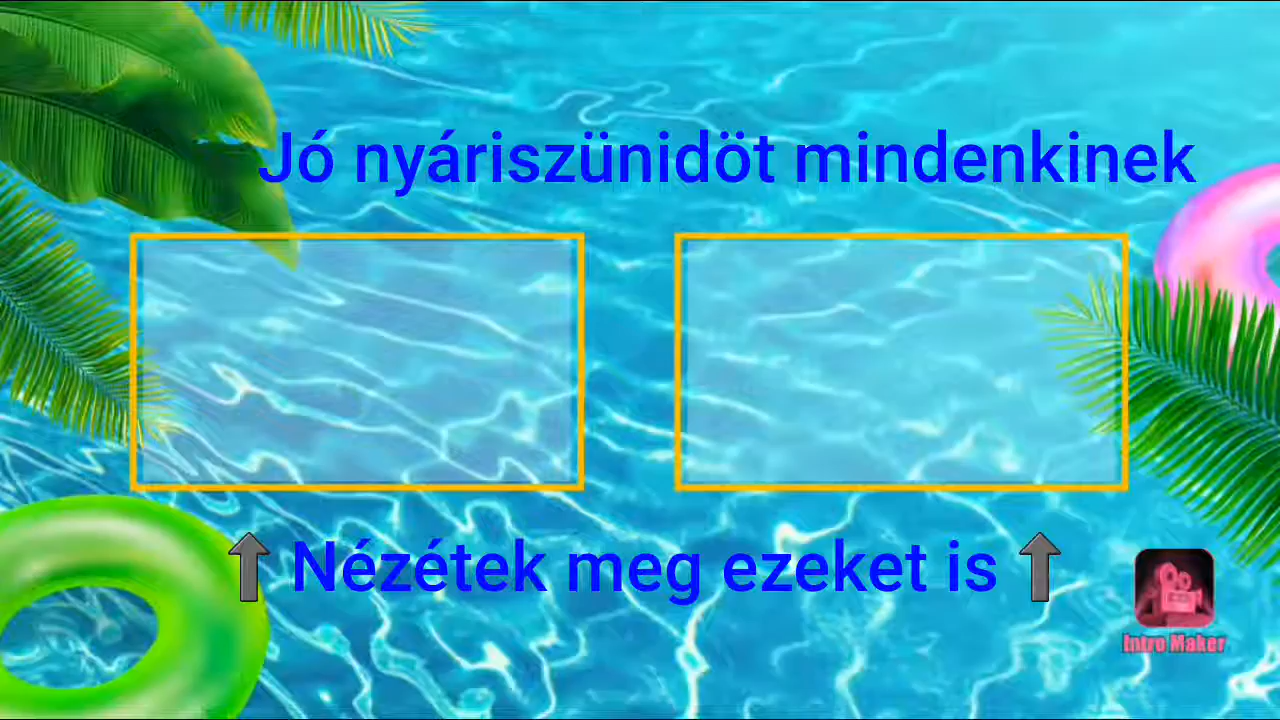 Jó nyáriszünidöt mindenkinek
Nézétek meg ezeket is
Intro Maker